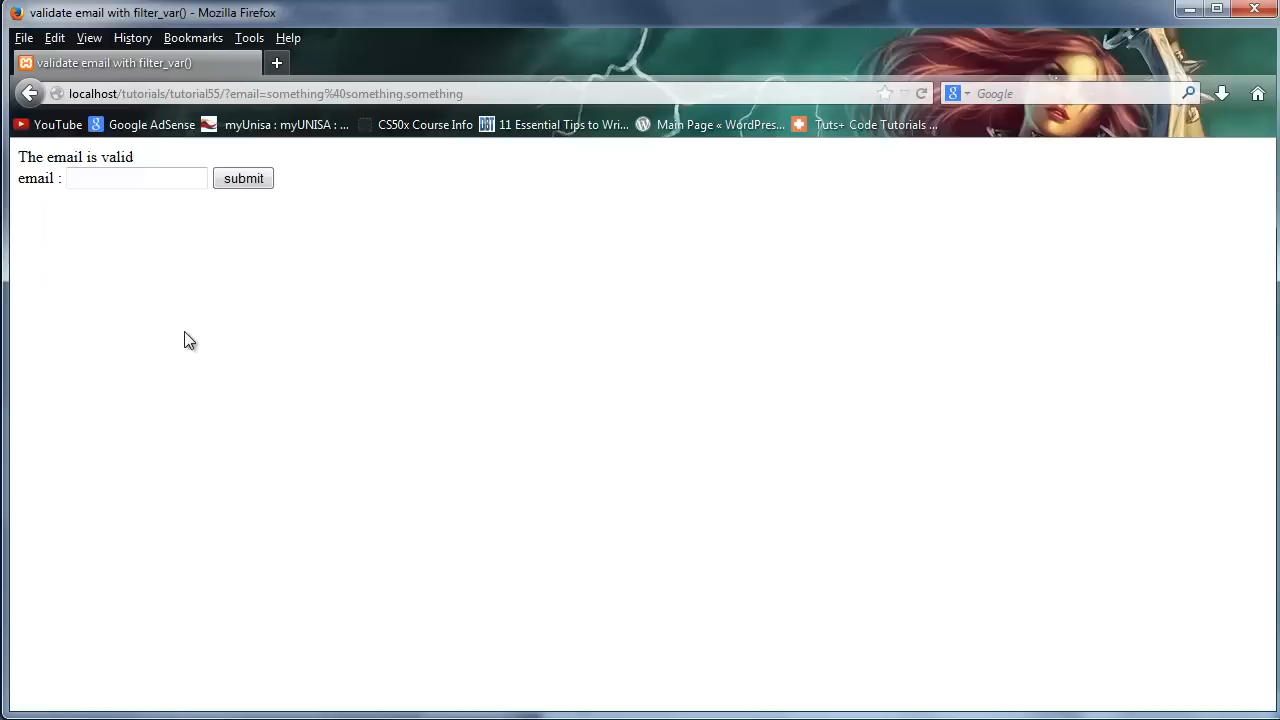 validate email with filter_var() - Mozilla Firefox
File Edit View History Bookmarks Tools Help
validate email with filter_var()
localhost/tutorials/tutorial55/?email=something%40something.something
Google
YouTube Google AdSense myUnisa : myUNISA : ... CS50x Course Info DBT 11 Essential Tips to Wri... Main Page « WordPres... Tuts+ Code Tutorials ...
The email is valid
email : submit